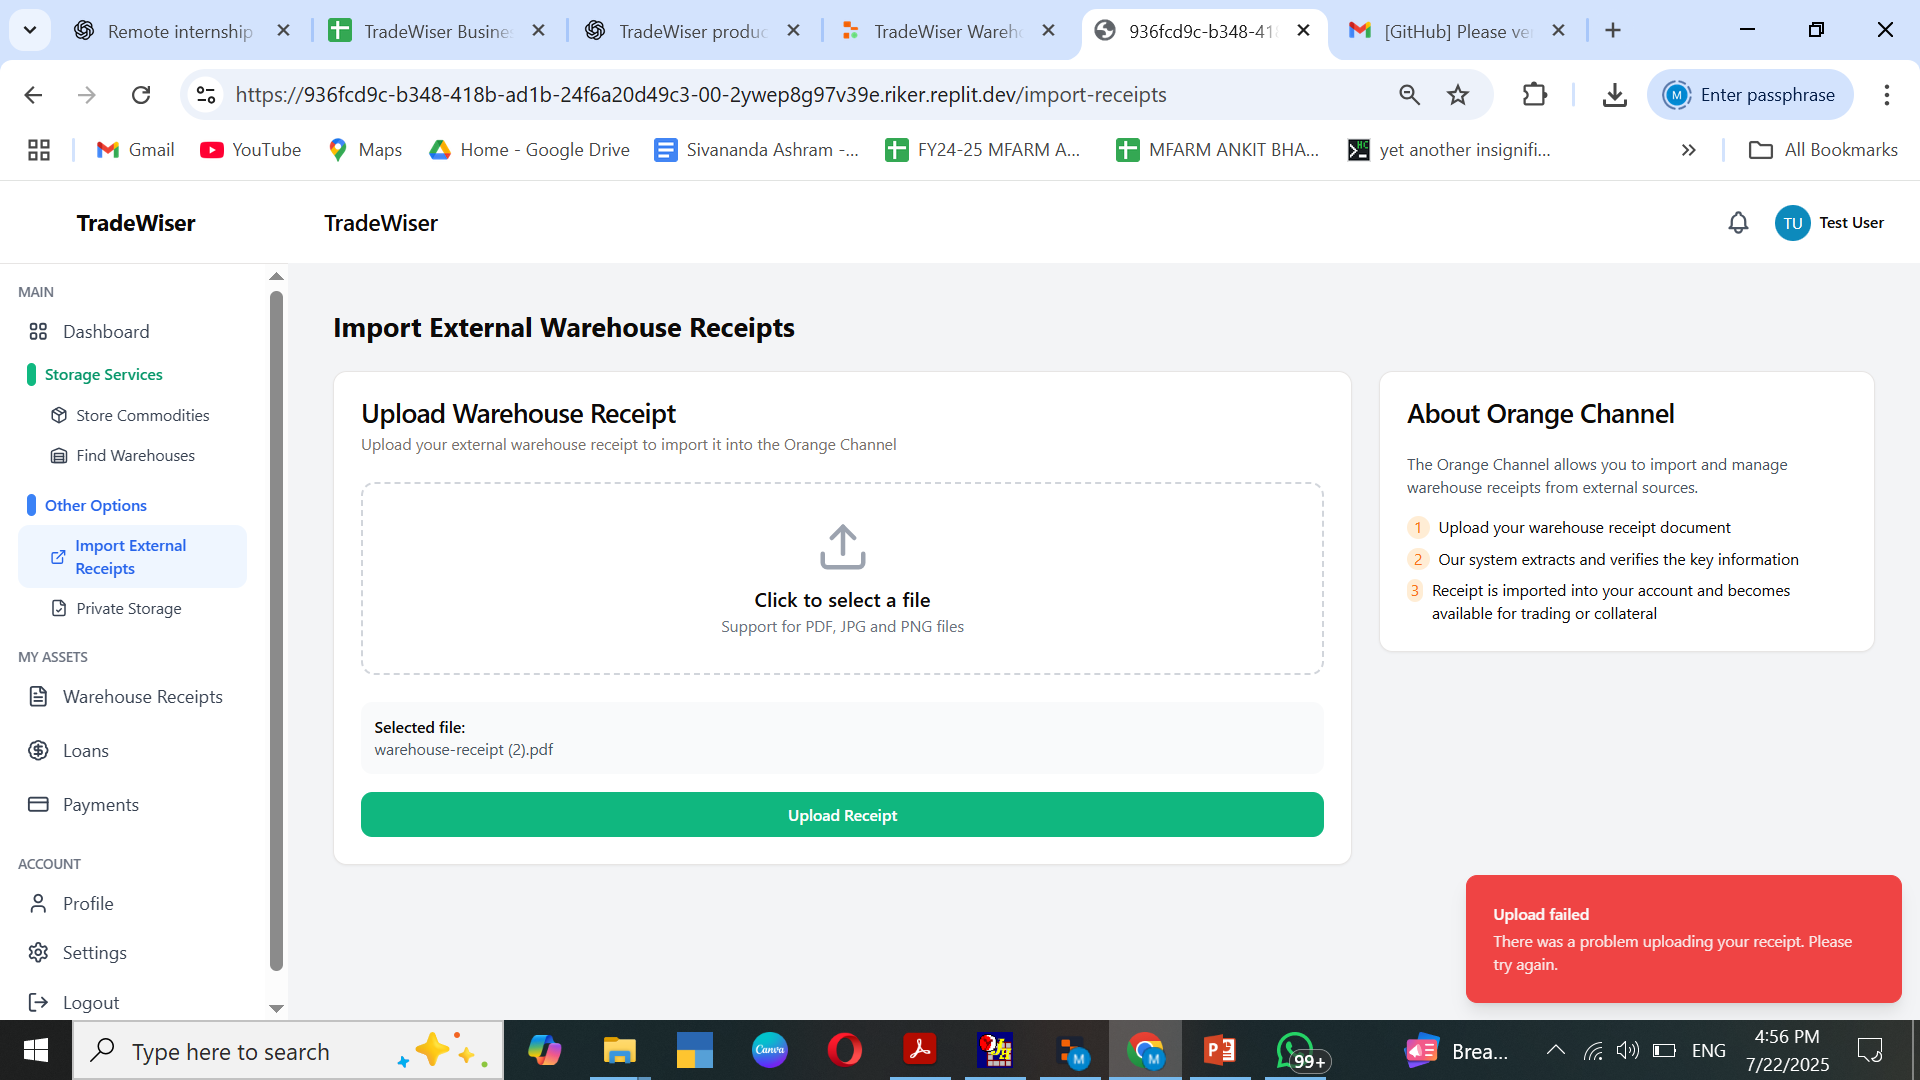 Remote internship
TradeWiser Busine
TradeWiser produc
TradeWiser Wareho
936fcd9c-b348-418
[GitHub] Please ve
https://936fcd9c-b348-418b-ad1b-24f6a20d49c3-00-2ywep8g97v39e.riker.replit.dev/import-receipts
M
Enter passphrase
Gmail
YouTube
Maps
Home - Google Drive
Sivananda Ashram -...
FY24-25 MFARM A...
MFARM ANKIT BHA...
yet another insignifi...
All Bookmarks
TradeWiser
TradeWiser
TU
Test User
MAIN
Dashboard
Storage Services
Store Commodities
Find Warehouses
Other Options
Import External
Receipts
Private Storage
MY ASSETS
Warehouse Receipts
Loans
Payments
ACCOUNT
Profile
Settings
Logout
Import External Warehouse Receipts
Upload Warehouse Receipt
Upload your external warehouse receipt to import it into the Orange Channel
Click to select a file
Support for PDF, JPG and PNG files
Selected file:
warehouse-receipt (2).pdf
Upload Receipt
About Orange Channel
The Orange Channel allows you to import and manage
warehouse receipts from external sources.
1 Upload your warehouse receipt document
2 Our system extracts and verifies the key information
3 Receipt is imported into your account and becomes
available for trading or collateral
Upload failed
There was a problem uploading your receipt. Please
try again.
Type here to search
Canva
M
M
99+
Brea...
ENG
4:56 PM
7/22/2025